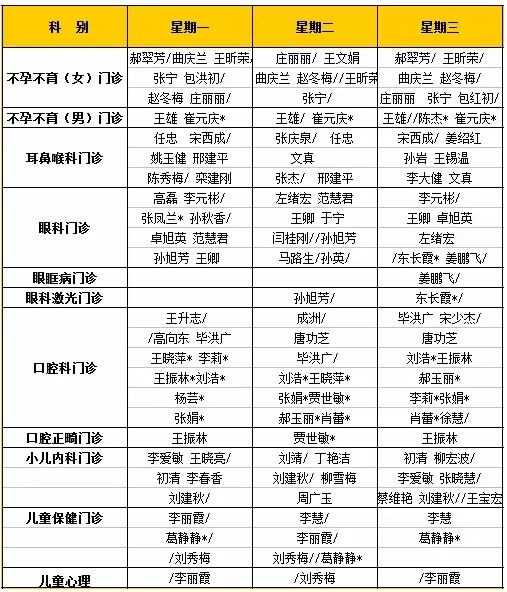 科 别 星期一 星期二 星期三
郝翠芳/曲庆兰 王昕荣/ 庄丽丽/ 王文娟 郝翠芳/ 王昕荣/
不孕不育（女）门诊 张宁 包洪初/ 曲庆兰 赵冬梅//王昕荣 曲庆兰 赵冬梅/
赵冬梅 庄丽丽/ 张宁/ 庄丽丽 张宁 包红初/
不孕不育（男）门诊 王雄 崔元庆* 王雄/ 崔元庆* 王雄//陈杰* 崔元庆*
任忠 宋西成/ 张庆泉/ 任忠 宋西成/ 姜绍红
耳鼻喉科门诊 姚玉健 邢建平 文真 孙岩 王锡温
陈秀梅/ 栾建刚 张杰/ 邢建平 李大健 文真
高磊 李元彬/ 左绪宏 范慧君 李元彬/
眼科门诊 张凤兰* 孙秋香/ 王卿 于宁 王卿 卓旭英
卓旭英 范慧君 闫桂刚//孙旭芳 左绪宏
孙旭芳 王卿 马路生/孙英/ /东长霞* 姜鹏飞/
眼眶病门诊 姜鹏飞/
眼科激光门诊 孙旭芳/ 东长霞*/
王升志/ 成洲/ 毕洪广 宋少杰/
/高向东 毕洪广 唐功芝 唐功芝
口腔科门诊 王晓萍* 李莉* 毕洪广/ 刘浩*王振林
王振林*刘浩* 刘浩*王晓萍* 郝玉丽*
杨芸* 张娟*贾世敏* 李莉*张娟*
张娟* 郝玉丽*肖蕾* 肖蕾*徐慧/
口腔正畸门诊 王振林 贾世敏* 王振林
小儿内科门诊 李爱敏 王晓亮/ 刘靖/ 丁艳洁 初清 柳宏波/
初清 李春香 刘建秋/ 柳雪梅 李爱敏 张晓慧/
刘建秋/ 周广玉 綦维艳 刘建秋//王宝宏
儿童保健门诊 李丽霞/ 李慧/ 李慧
葛静静*/ 李丽霞/ 葛静静*
/刘秀梅 刘秀梅//葛静静*
儿童心理 /李丽霞 /刘秀梅 /李丽霞